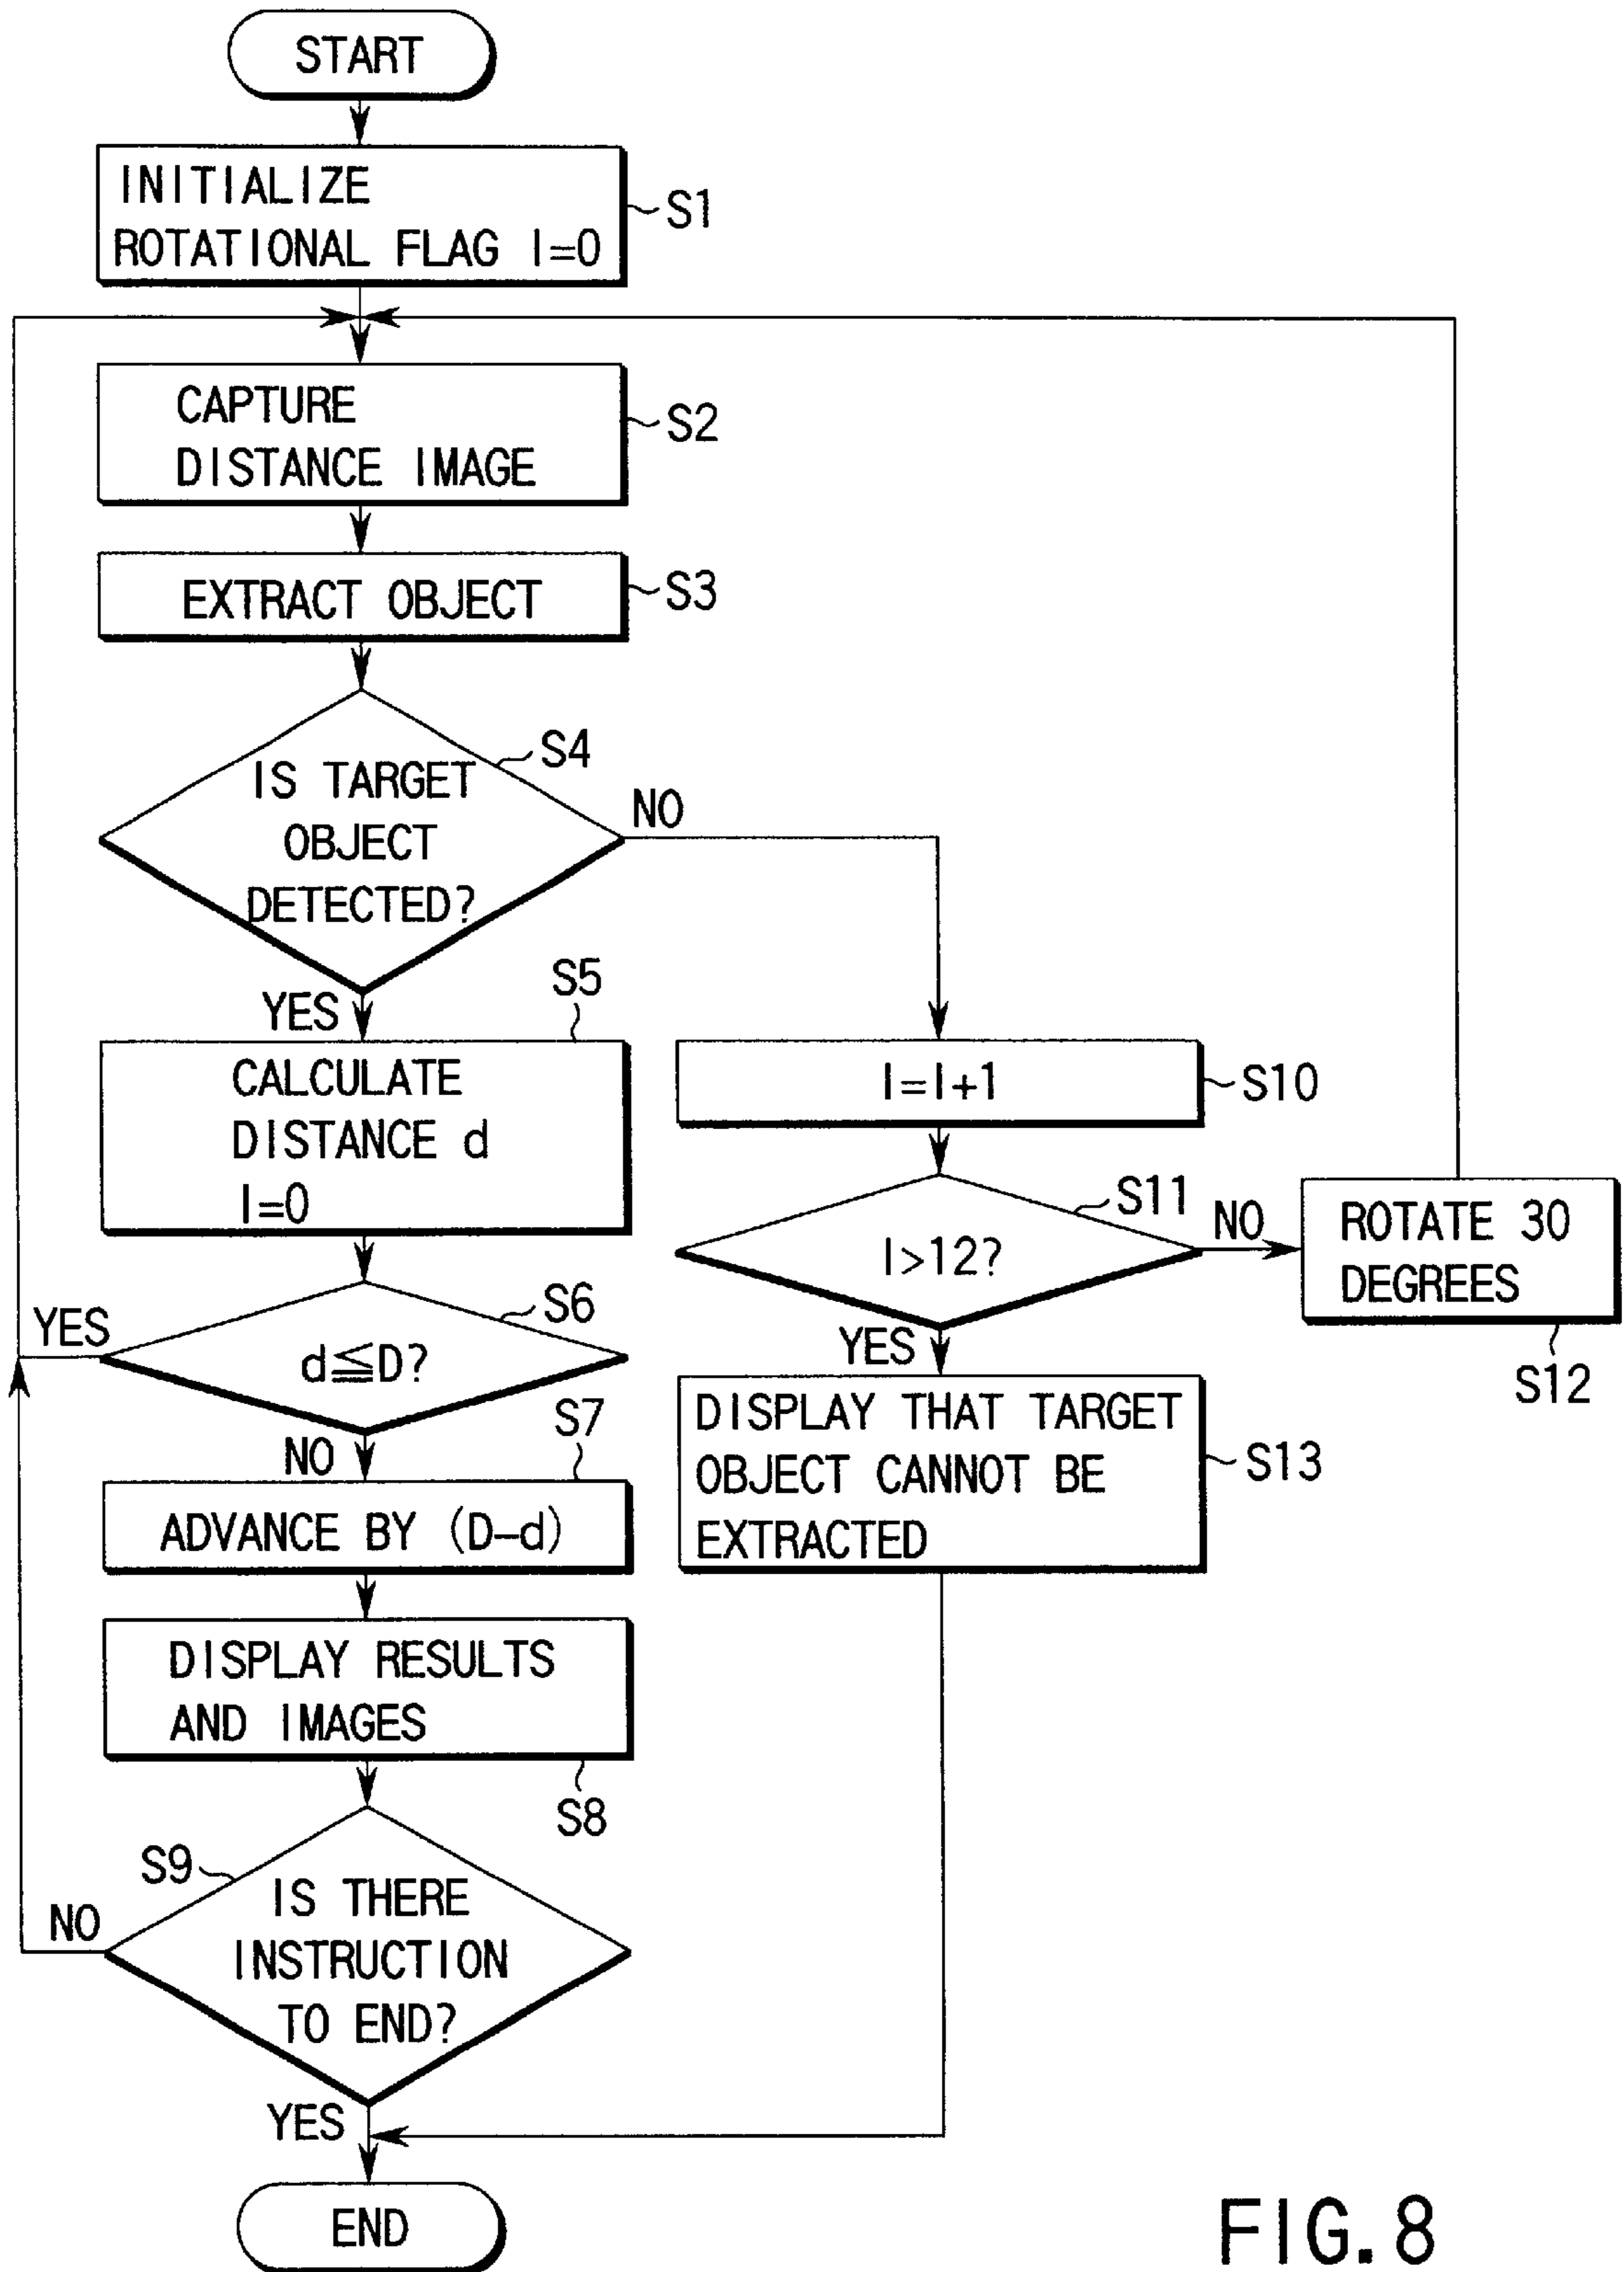 START
INITIALIZE
ROTATIONAL FLAG I=0
S1
CAPTURE
DISTANCE IMAGE
S2
EXTRACT OBJECT
S3
S4
IS TARGET
OBJECT
DETECTED?
NO
YES
S5
CALCULATE
DISTANCE d
I=0
I=I+1
S10
S11
I>12?
NO
ROTATE 30
DEGREES
S12
YES
S6
d≦D?
YES
NO
S7
DISPLAY THAT TARGET
OBJECT CANNOT BE
EXTRACTED
S13
ADVANCE BY (D-d)
DISPLAY RESULTS
AND IMAGES
S8
S9
IS THERE
INSTRUCTION
TO END?
NO
YES
END
FIG.8